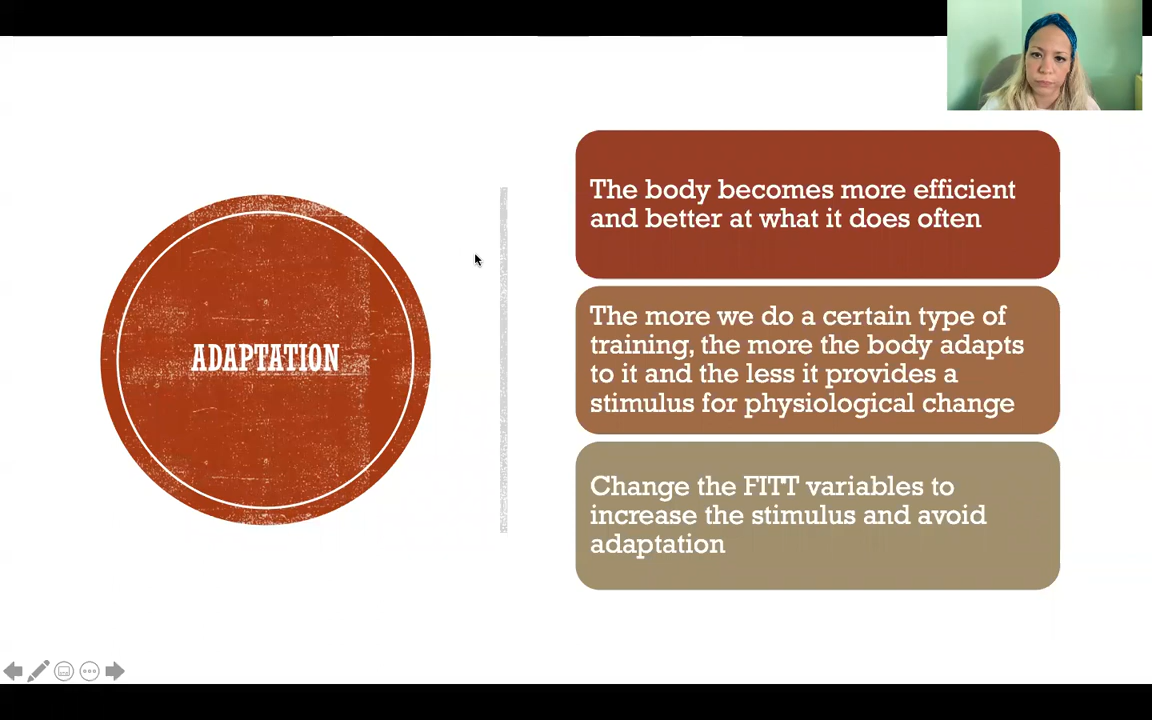 ADAPTATION
The body becomes more efficient
and better at what it does often
The more we do a certain type of
training, the more the body adapts
to it and the less it provides a
stimulus for physiological change
Change the FITT variables to
increase the stimulus and avoid
adaptation